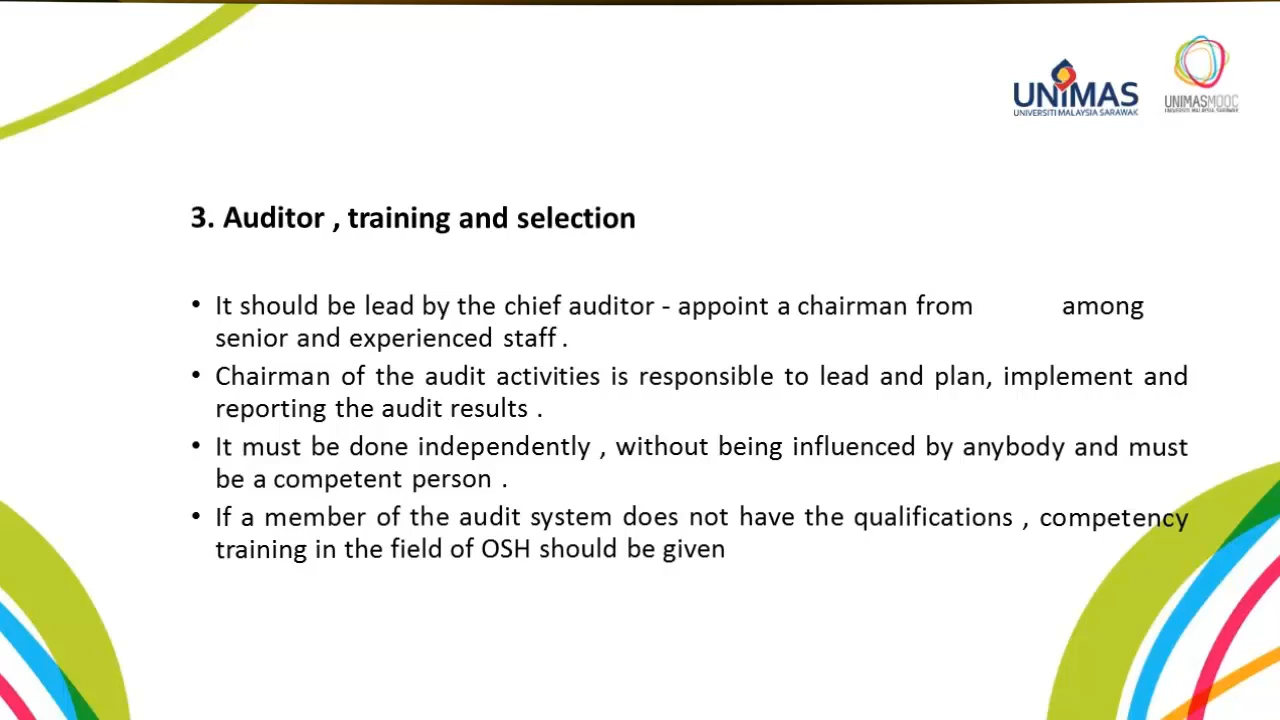 UNIMAS
UNIVERSITI MALAYSIA SARAWAK
UNIMASMOOC
UNIVERSITI MALAYSIA SARAWAK
3. Auditor , training and selection
• It should be lead by the chief auditor - appoint a chairman from among
senior and experienced staff .
• Chairman of the audit activities is responsible to lead and plan, implement and
reporting the audit results .
• It must be done independently , without being influenced by anybody and must
be a competent person .
• If a member of the audit system does not have the qualifications , competency
training in the field of OSH should be given